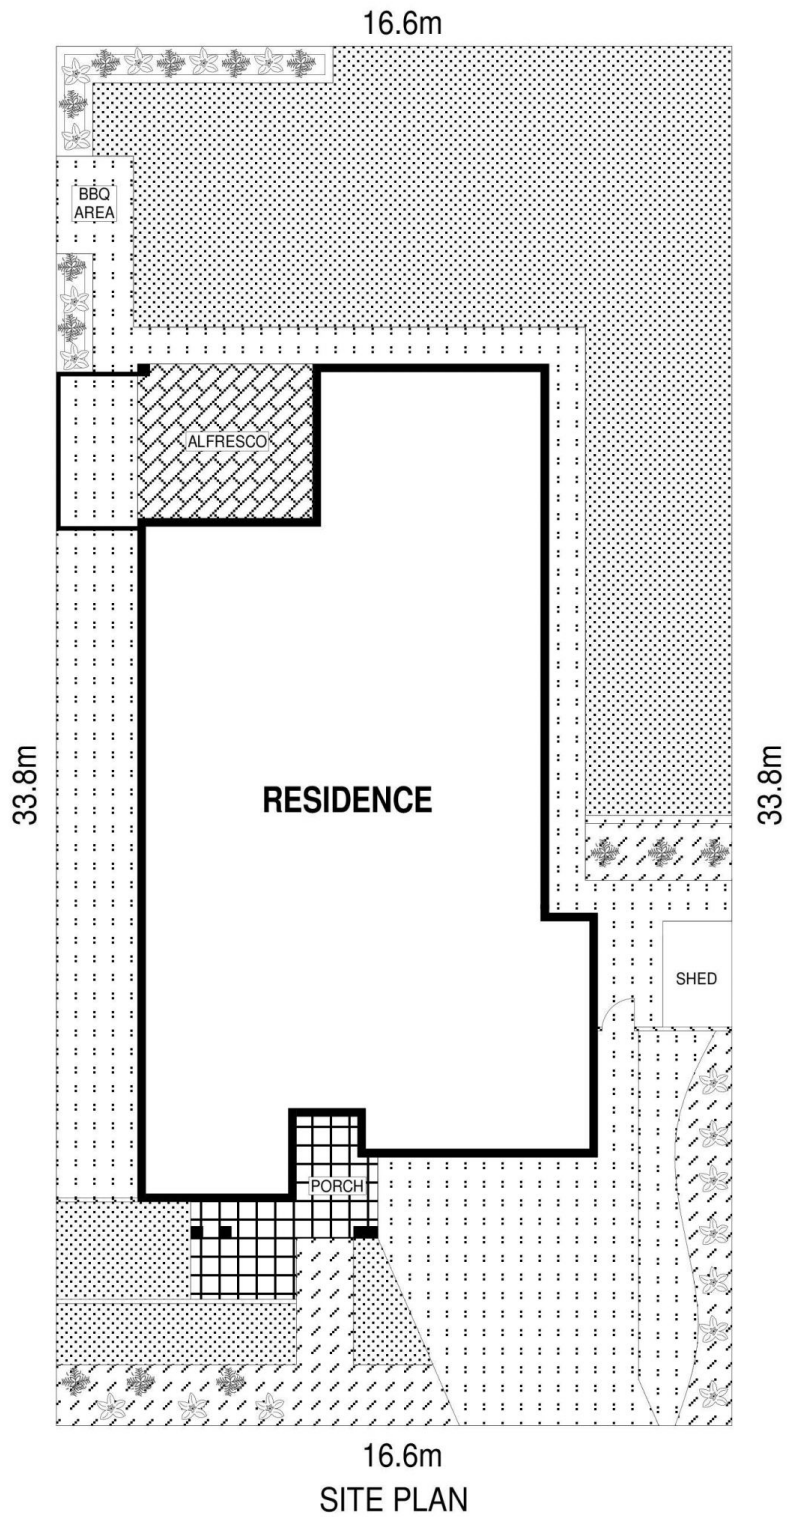 16.6m
BBQ
AREA
ALFRESCO
33.8m
RESIDENCE
33.8m
SHED
PORCH
16.6m
SITE PLAN